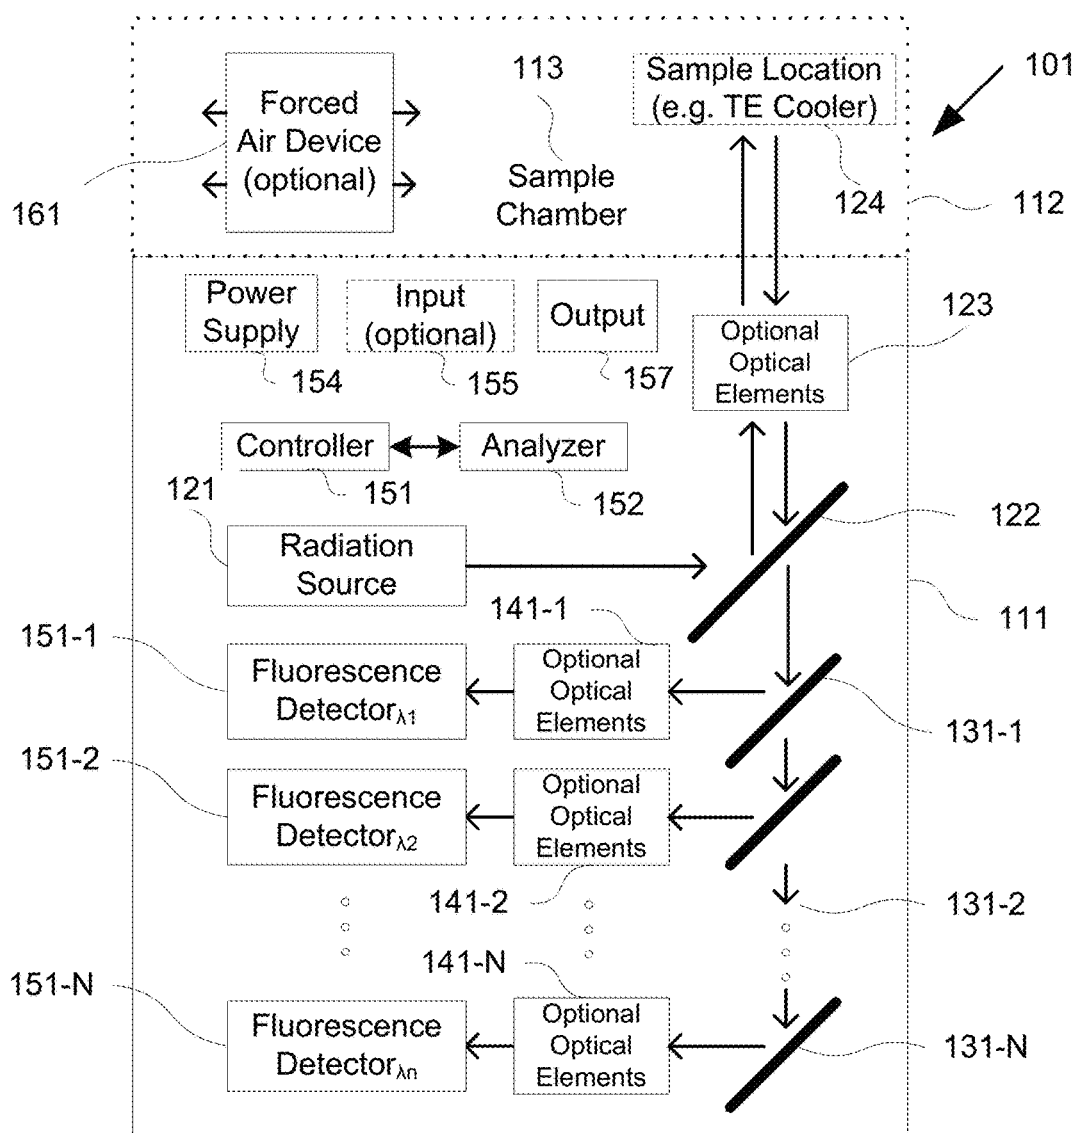 Forced
Air Device
(optional)
161
113
Sample
Chamber
Sample Location
(e.g. TE Cooler)
124
101
112
Power
Supply
154
Input
(optional)
155
Output
157
Optional
Optical
Elements
123
Controller
151
Analyzer
152
121
Radiation
Source
122
111
141-1
151-1
Fluorescence
Detectorλ1
Optional
Optical
Elements
131-1
151-2
Fluorescence
Detectorλ2
Optional
Optical
Elements
141-2
131-2
141-N
151-N
Fluorescence
Detectorλn
Optional
Optical
Elements
131-N